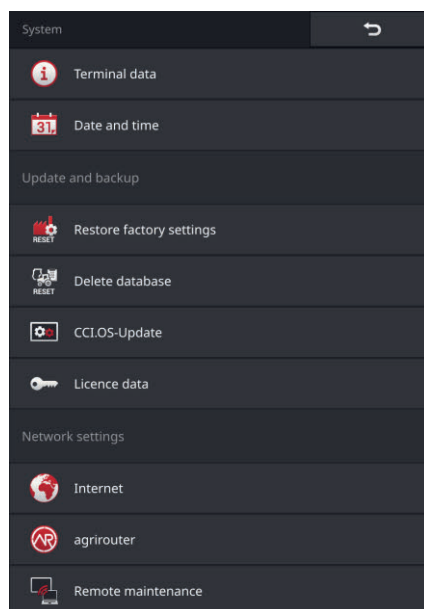 System
Terminal data
31
Date and time
Update and backup
RESET
Restore factory settings
RESET
Delete database
CCI.OS-Update
Licence data
Network settings
Internet
AR
agrirouter
Remote maintenance